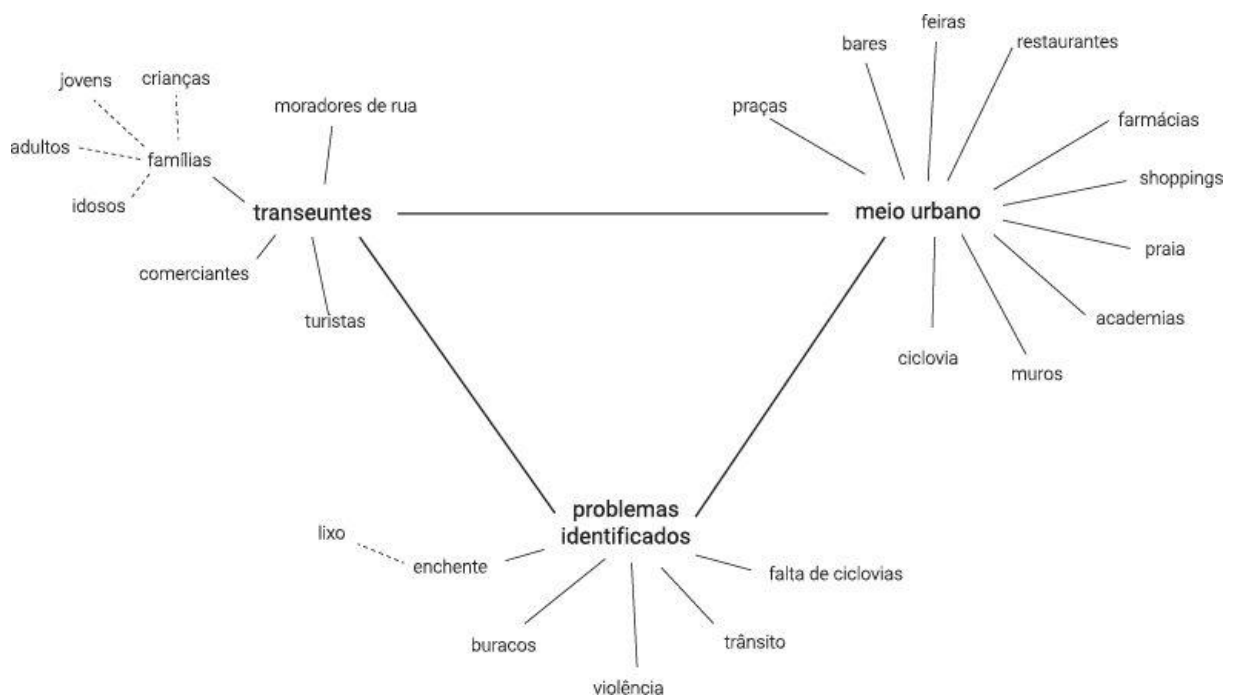 feiras
bares
restaurantes
jovens
crianças
moradores de rua
praças
farmácias
adultos
famílias
shoppings
idosos
transeuntes
meio urbano
praia
comerciantes
turistas
academias
ciclovia
muros
problemas
identificados
lixo
enchente
falta de ciclovias
buracos
trânsito
violência